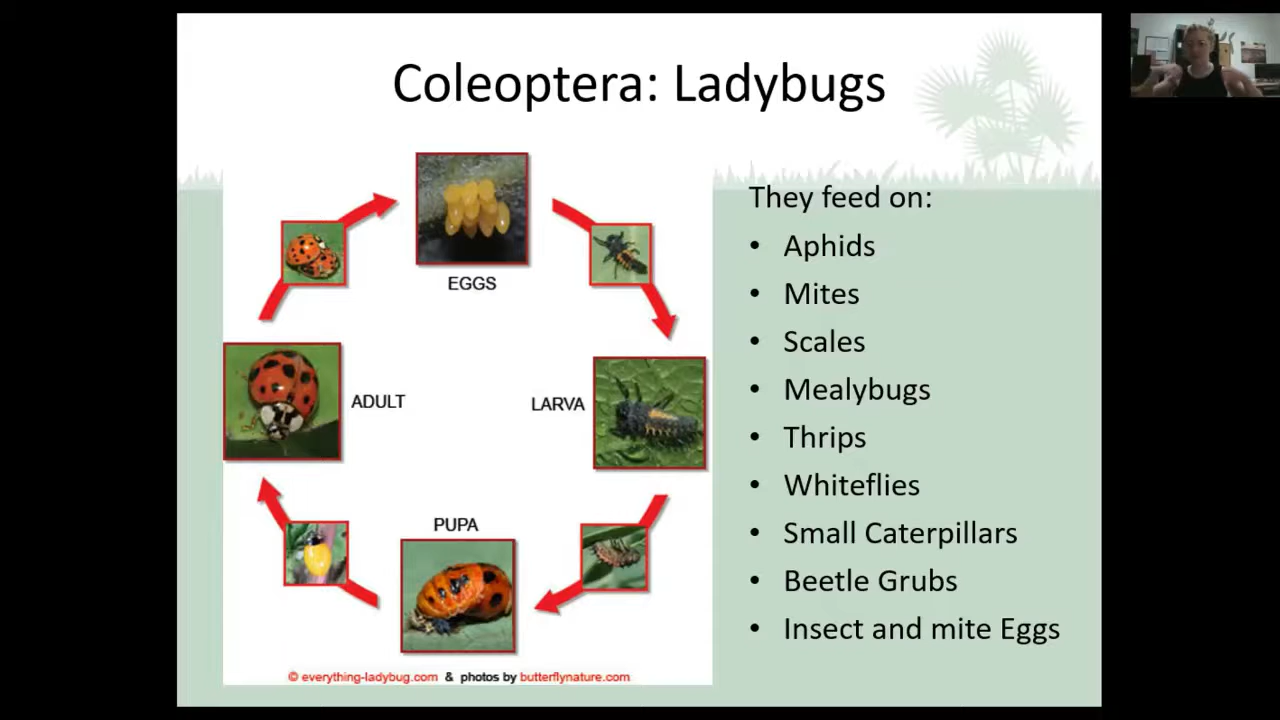 Coleoptera: Ladybugs
EGGS
ADULT
LARVA
PUPA
© everything-ladybug.com & photos by butterflynature.com
They feed on:
• Aphids
• Mites
• Scales
• Mealybugs
• Thrips
• Whiteflies
• Small Caterpillars
• Beetle Grubs
• Insect and mite Eggs